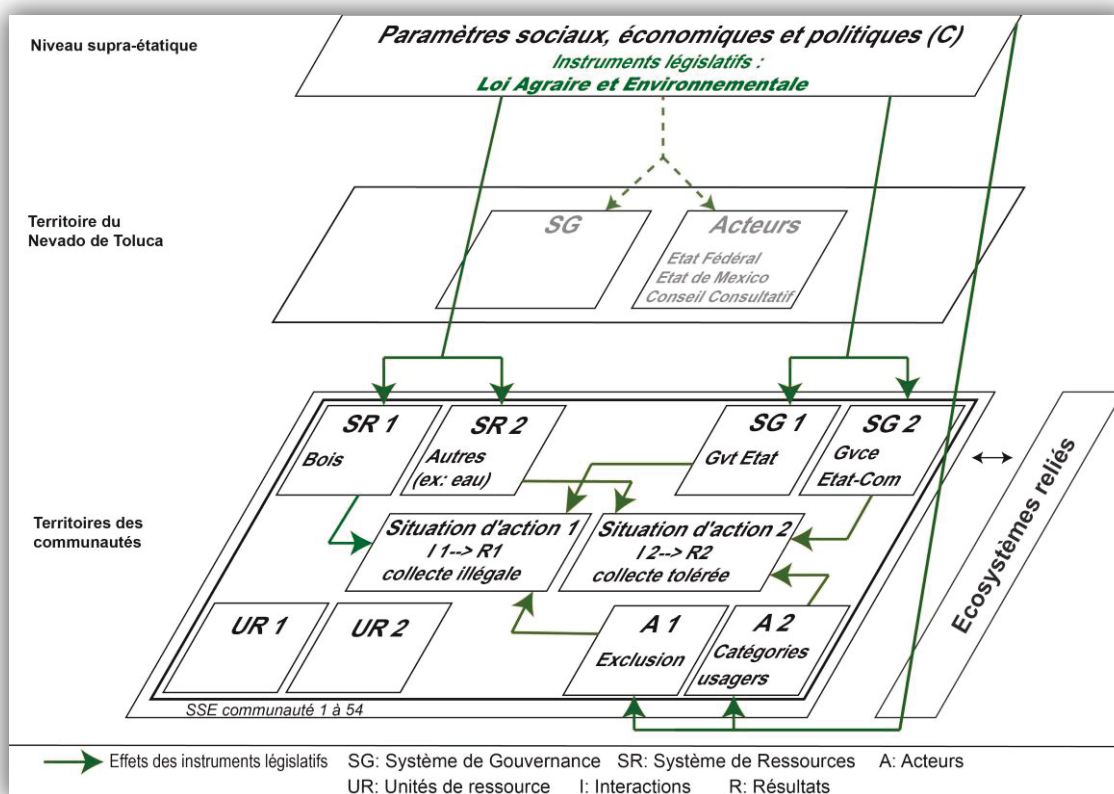 Niveau supra-étatique
Paramètres sociaux, économiques et politiques (C)
Instruments législatifs :
Loi Agraire et Environnementale
Territoire du
Nevado de Toluca
SG
Acteurs
Etat Fédéral
Etat de Mexico
Conseil Consultatif
Territoires des
communautés
SR 1
Bois
SR 2
Autres
(ex: eau)
SG 1
Gvt Etat
SG 2
Gvce
Etat-Com
Situation d'action 1
I 1--> R1
collecte illégale
Situation d'action 2
I 2--> R2
collecte tolérée
UR 1
UR 2
A 1
Exclusion
A 2
Catégories
usagers
SSE communauté 1 à 54
Ecosystèmes reliés
Effets des instruments législatifs SG: Système de Gouvernance SR: Système de Ressources A: Acteurs
UR: Unités de ressource I: Interactions R: Résultats